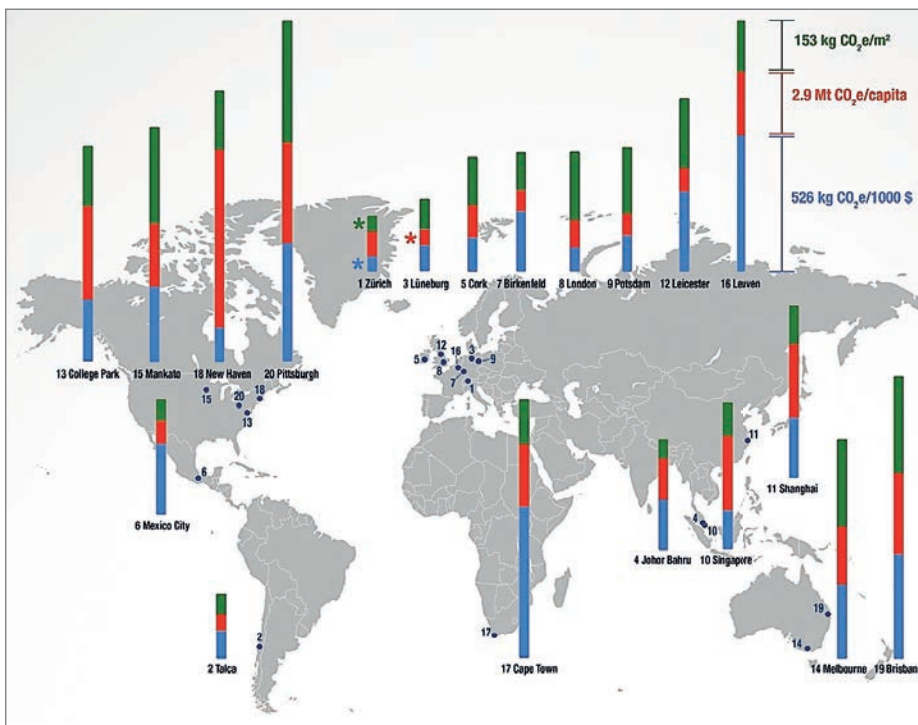 153 kg CO₂e/m²
2.9 Mt CO₂e/capita
526 kg CO₂e/1000 $
*
*
*
1 Zürich
3 Lüneburg
5 Cork
7 Birkenfeld
8 London
9 Potsdam
12 Leicester
16 Leuven
13 College Park
15 Mankato
18 New Haven
20 Pittsburgh
12
5
8
16
3
9
7
1
15
20
18
13
11
6
6 Mexico City
11 Shanghai
4
10
4 Johor Bahru
10 Singapore
2
2 Talca
17
17 Cape Town
19
14
14 Melbourne
19 Brisban